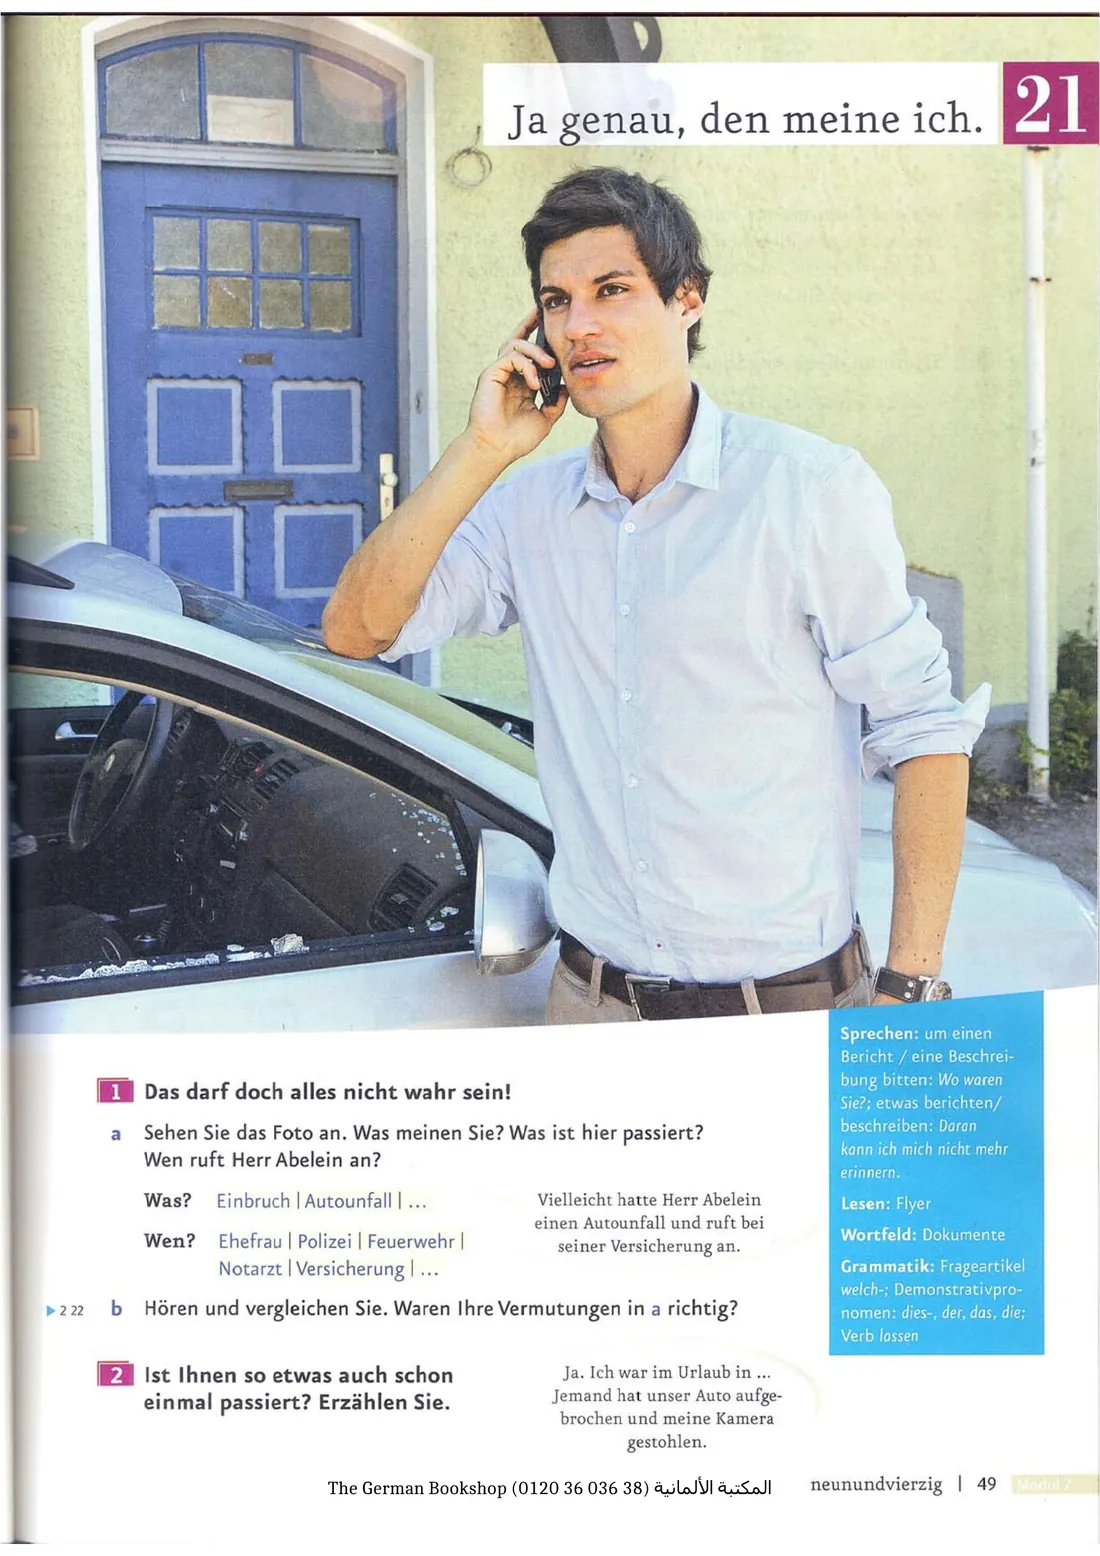 Ja genau, den meine ich.
21
1 Das darf doch alles nicht wahr sein!
a Sehen Sie das Foto an. Was meinen Sie? Was ist hier passiert?
Wen ruft Herr Abelein an?
Was? Einbruch | Autounfall | ...
Wen? Ehefrau | Polizei | Feuerwehr |
Notarzt | Versicherung | ...
Vielleicht hatte Herr Abelein
einen Autounfall und ruft bei
seiner Versicherung an.
▶ 2 22 b Hören und vergleichen Sie. Waren Ihre Vermutungen in a richtig?
2 Ist Ihnen so etwas auch schon
einmal passiert? Erzählen Sie.
Ja. Ich war im Urlaub in ...
Jemand hat unser Auto aufge-
brochen und meine Kamera
gestohlen.
Sprechen: um einen
Bericht / eine Beschrei-
bung bitten: Wo waren
Sie?; etwas berichten/
beschreiben: Daran
kann ich mich nicht mehr
erinnern.
Lesen: Flyer
Wortfeld: Dokumente
Grammatik: Frageartikel
welch-; Demonstrativpro-
nomen: dies-, der, das, die;
Verb lassen
The German Bookshop (0120 36 036 38) المكتبة الألمانية
neunundvierzig | 49 Modul 7